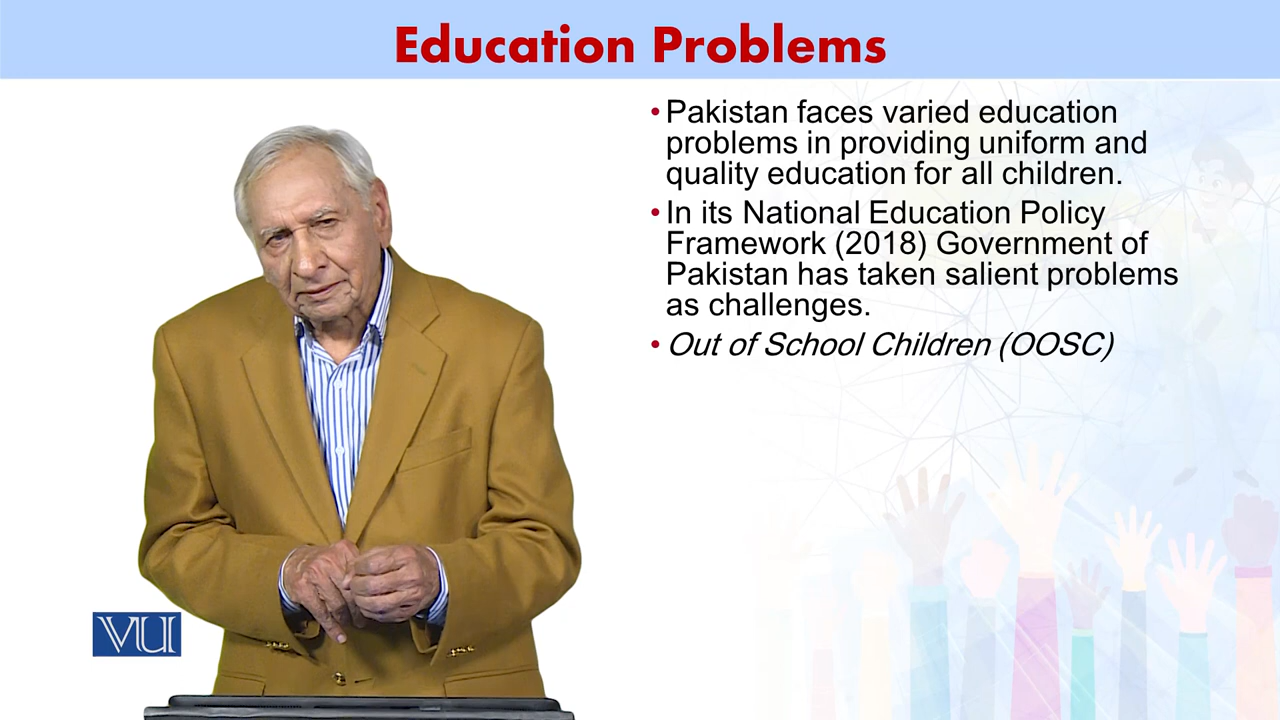 Education Problems
•Pakistan faces varied education
problems in providing uniform and
quality education for all children.
•In its National Education Policy
Framework (2018) Government of
Pakistan has taken salient problems
as challenges.
•Out of School Children (OOSC)
VU